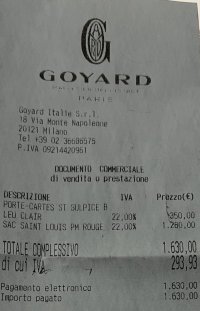 GOYARD
PARIS
Goyard Italie S.r.l.
18 Via Monte Napoleone
20121 Milano
Tel +39 02 36686575
P.IVA 09214420961
DOCUMENTO COMMERCIALE
di vendita o prestazione
DESCRIZIONE IVA Prezzo(€)
PORTE-CARTES ST SULPICE B
LEU CLAIR 22,00% 350,00
SAC SAINT LOUIS PM ROUGE 22,00% 1.280,00
TOTALE COMPLESSIVO 1.630,00
di cui IVA 293,93
Pagamento elettronico 1.630,00
Importo pagato 1.630,00